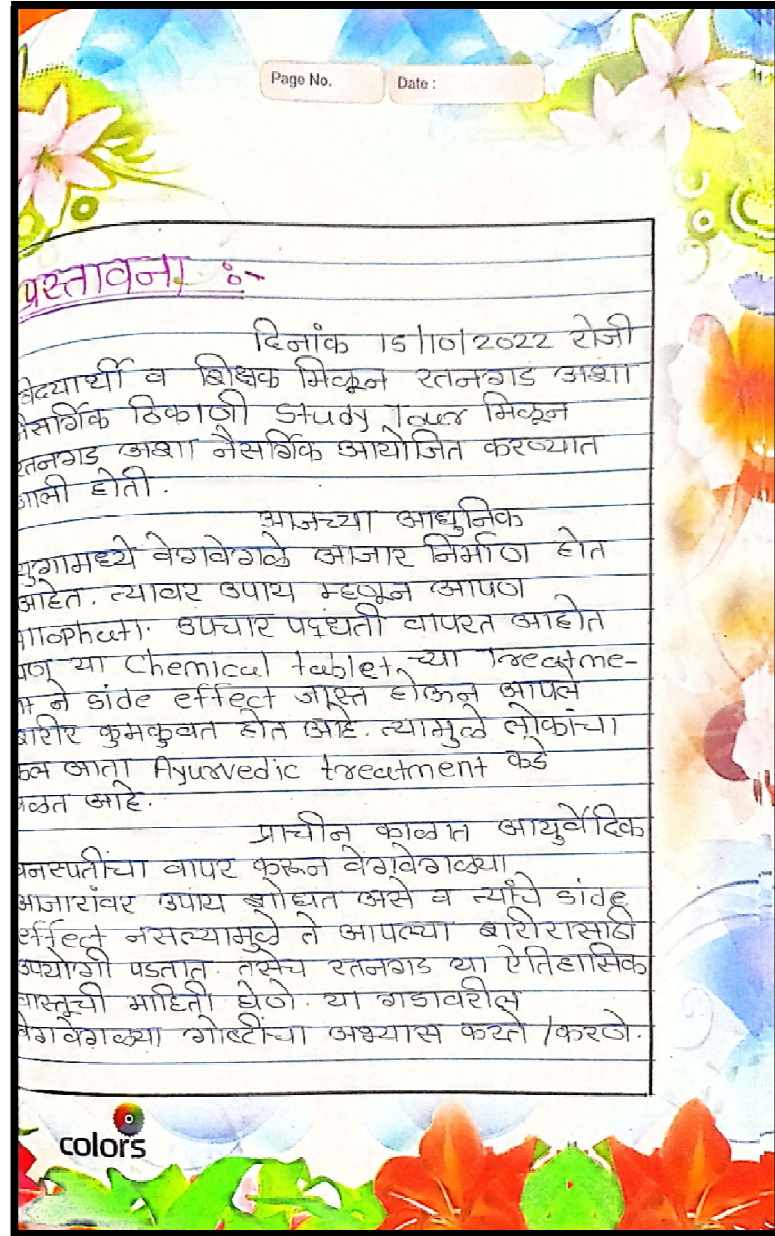 Page No.
Date :
प्रस्तावना :-
दिनांक 15/10/2022 रोजी
विद्यार्थी व शिक्षक मिळून रतनगड अशा
नैसर्गिक ठिकाणी Study Tour मिळून
रतनगड अशा नैसर्गिक आयोजित करण्यात
आली होती.
आजच्या आधुनिक
युगामध्ये वेगवेगळे आजार निर्माण होत
आहेत. त्यावर उपाय म्हणून आपण
उपचार पद्धती वापरत आहोत
पण या Chemical tablet च्या Treatme-
nt ने side effect जास्त होऊन आपले
शरीर कुमकुवत होत आहे. त्यामुळे लोकांचा
कल आता Ayurvedic treatment कडे
वळत आहे.
प्राचीन काळात आयुर्वेदिक
वनस्पतींचा वापर करून वेगवेगळ्या
आजारांवर उपाय शोधत असे व त्यांचे side
effect नसल्यामुळे ते आपल्या शरीरासाठी
उपयोगी पडतात. तसेच रतनगड या ऐतिहासिक
वास्तूची माहिती घेणे. या गडावरील
वेगवेगळ्या गोष्टींचा अभ्यास करते /करणे.
colors